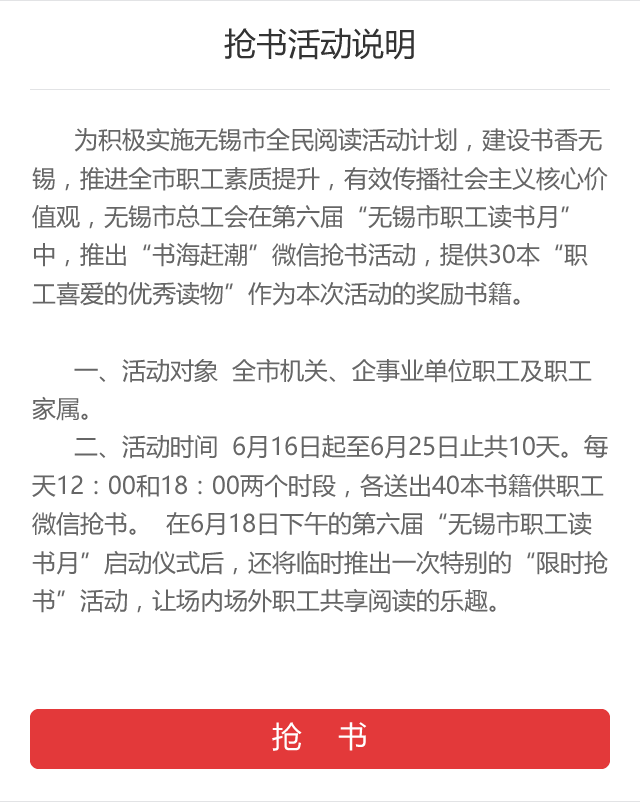 抢书活动说明
为积极实施无锡市全民阅读活动计划，建设书香无
锡，推进全市职工素质提升，有效传播社会主义核心价
值观，无锡市总工会在第六届“无锡市职工读书月”
中，推出“书海赶潮”微信抢书活动，提供30本“职
工喜爱的优秀读物”作为本次活动的奖励书籍。
一、活动对象 全市机关、企事业单位职工及职工
家属。
二、活动时间 6月16日起至6月25日止共10天。每
天12：00和18：00两个时段，各送出40本书籍供职工
微信抢书。 在6月18日下午的第六届“无锡市职工读
书月”启动仪式后，还将临时推出一次特别的“限时抢
书”活动，让场内场外职工共享阅读的乐趣。
抢 书